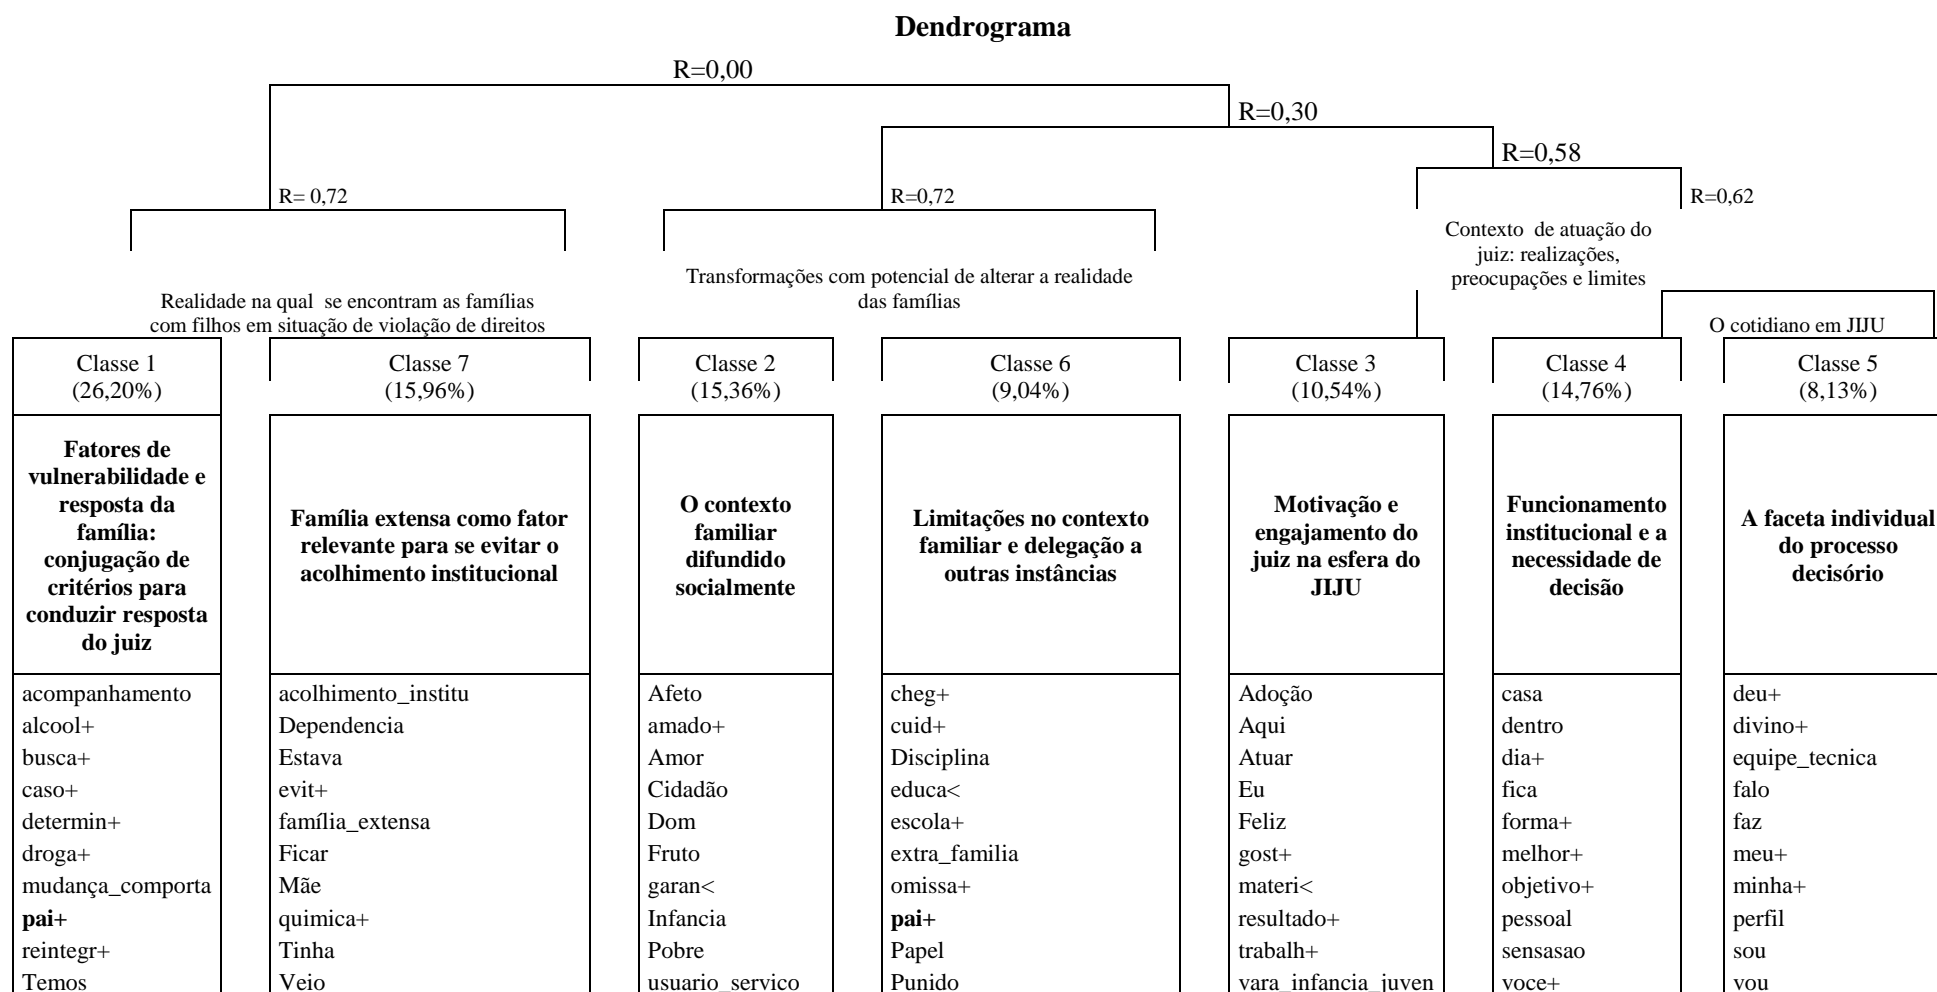 Dendrograma
R=0,00
R=0,30
R=0,58
R= 0,72
R=0,72
R=0,62
Realidade na qual se encontram as famílias
com filhos em situação de violação de direitos
Transformações com potencial de alterar a realidade
das famílias
Contexto de atuação do
juiz: realizações,
preocupações e limites
O cotidiano em JIJU
Classe 1
(26,20%)
Fatores de
vulnerabilidade e
resposta da
família:
conjugação de
critérios para
conduzir resposta
do juiz
acompanhamento
alcool+
busca+
caso+
determin+
droga+
mudança_comporta
pai+
reintegr+
Temos
Classe 7
(15,96%)
Família extensa como fator
relevante para se evitar o
acolhimento institucional
acolhimento_institu
Dependencia
Estava
evit+
família_extensa
Ficar
Mãe
quimica+
Tinha
Veio
Classe 2
(15,36%)
O contexto
familiar
difundido
socialmente
Afeto
amado+
Amor
Cidadão
Dom
Fruto
garan<
Infancia
Pobre
usuario_servico
Classe 6
(9,04%)
Limitações no contexto
familiar e delegação a
outras instâncias
cheg+
cuid+
Disciplina
educa<
escola+
extra_familia
omissa+
pai+
Papel
Punido
Classe 3
(10,54%)
Motivação e
engajamento do
juiz na esfera do
JIJU
Adoção
Aqui
Atuar
Eu
Feliz
gost+
materi<
resultado+
trabalh+
vara_infancia_juven
Classe 4
(14,76%)
Funcionamento
institucional e a
necessidade de
decisão
casa
dentro
dia+
fica
forma+
melhor+
objetivo+
pessoal
sensasao
voce+
Classe 5
(8,13%)
A faceta individual
do processo
decisório
deu+
divino+
equipe_tecnica
falo
faz
meu+
minha+
perfil
sou
vou